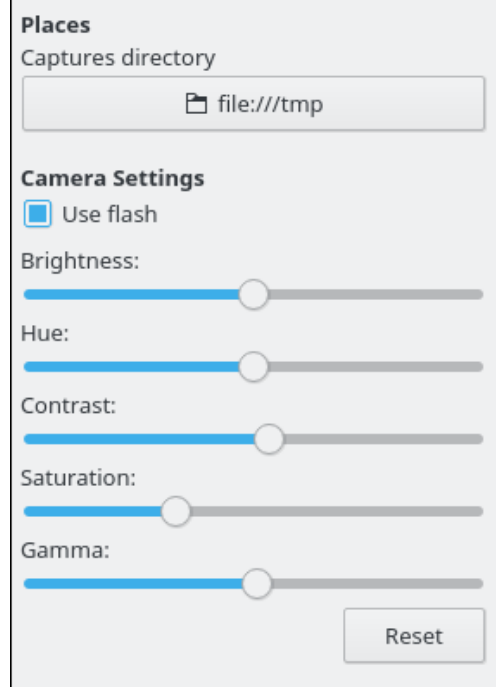 Places
Captures directory
file:///tmp
Camera Settings
Use flash
Brightness:
Hue:
Contrast:
Saturation:
Gamma:
Reset